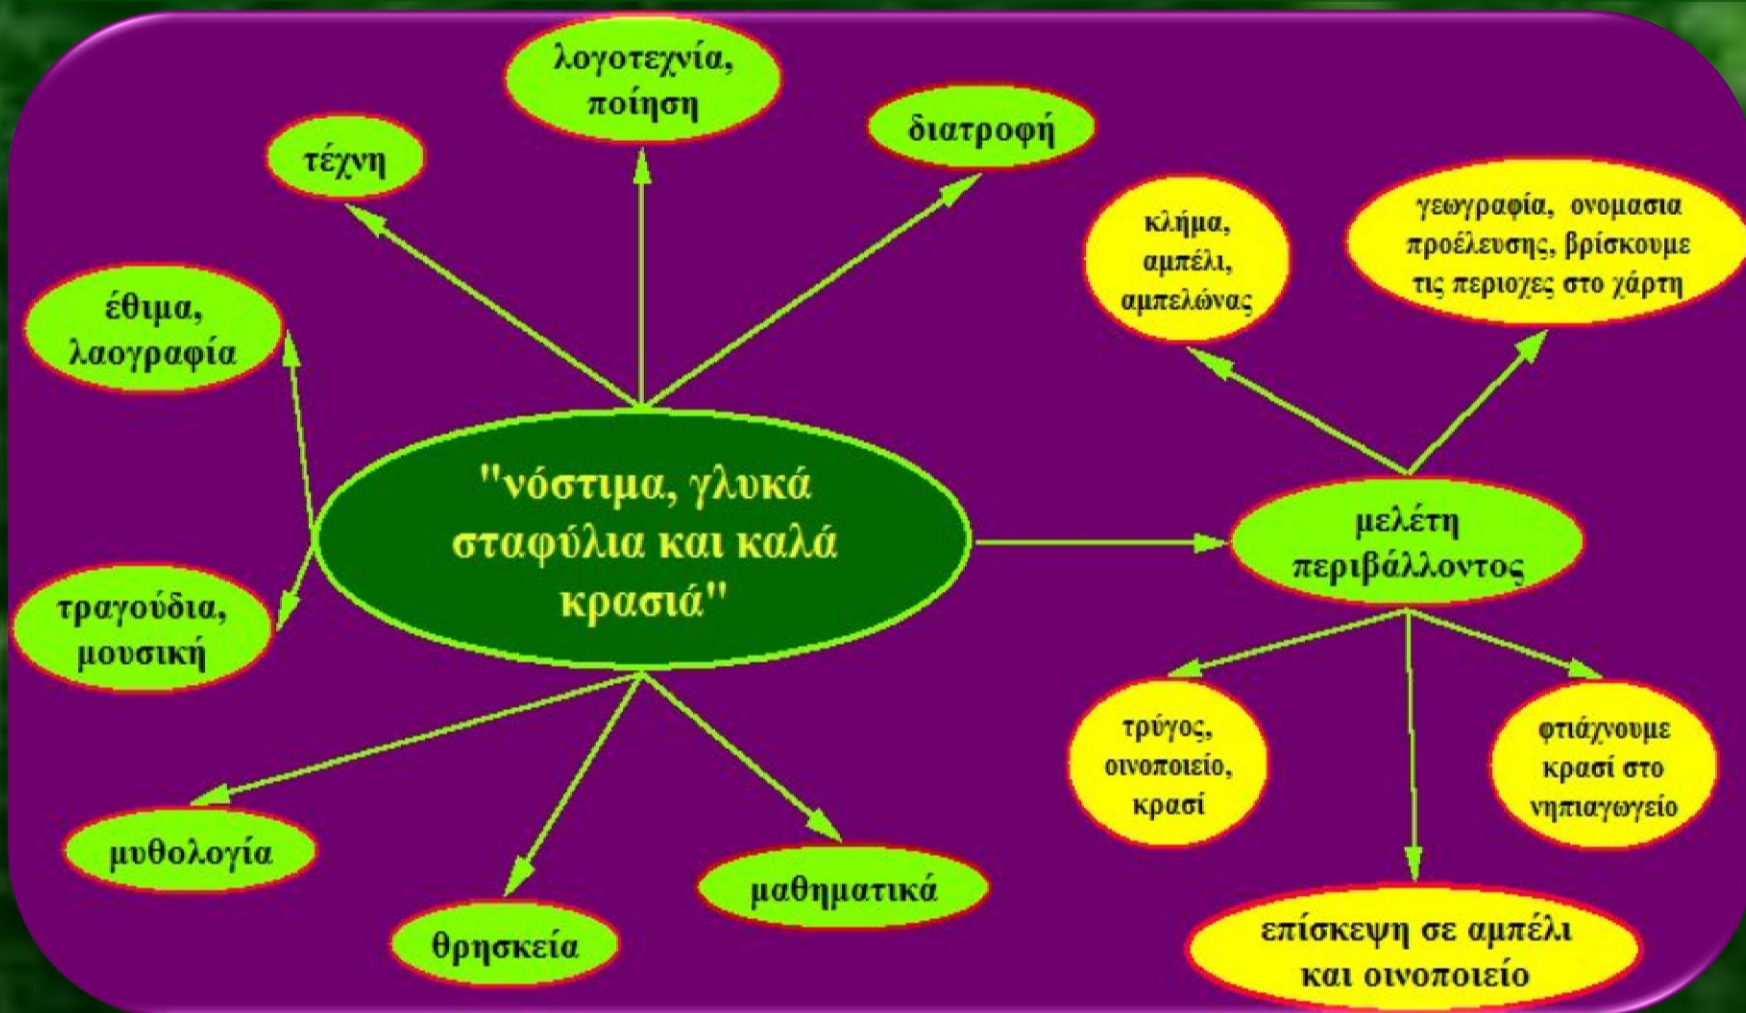 λογοτεχνία,
ποίηση
τέχνη
διατροφή
κλήμα,
αμπέλι,
αμπελώνας
γεωγραφία, ονομασια
προέλευσης, βρίσκουμε
τις περιοχες στο χάρτη
έθιμα,
λαογραφία
"νόστιμα, γλυκά
σταφύλια και καλά
κρασιά"
μελέτη
περιβάλλοντος
τραγούδια,
μουσική
τρύγος,
οινοποιείο,
κρασί
φτιάχνουμε
κρασί στο
νηπιαγωγείο
μυθολογία
θρησκεία
μαθηματικά
επίσκεψη σε αμπέλι
και οινοποιείο